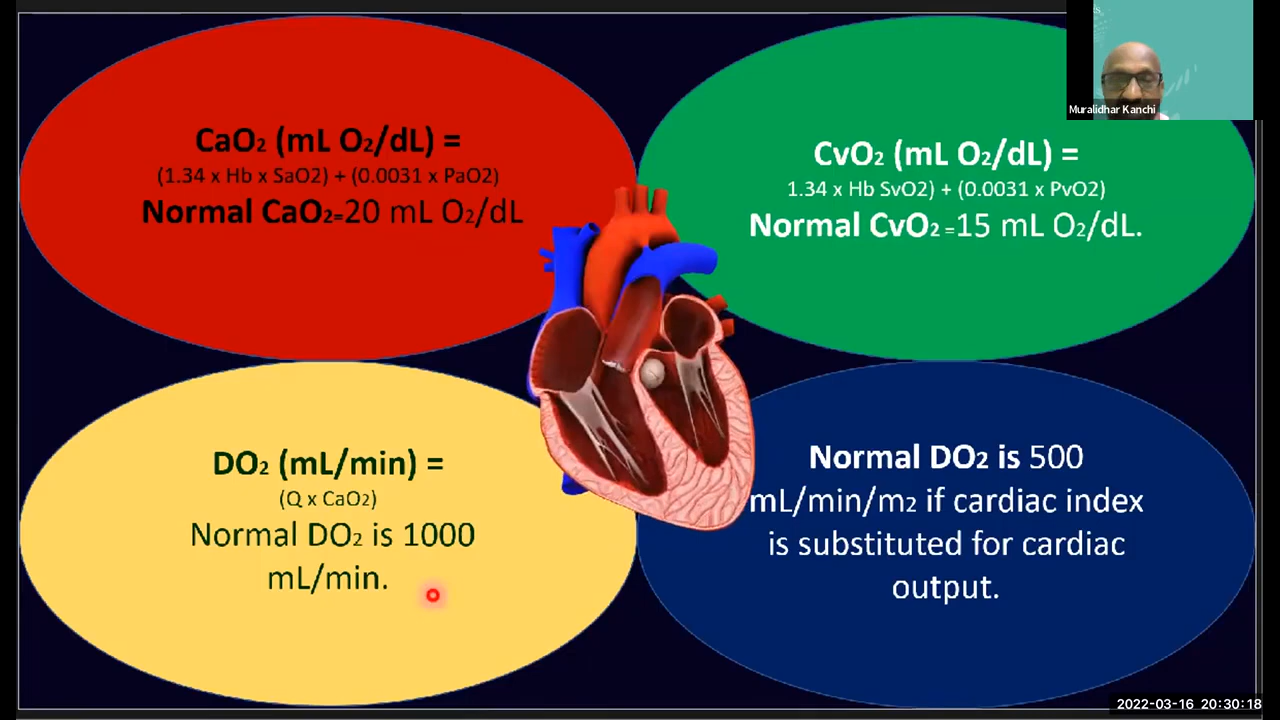 CaO₂ (mL O₂/dL) =
(1.34 x Hb x SaO2) + (0.0031 x PaO2)
Normal CaO₂=20 mL O₂/dL
CvO₂ (mL O₂/dL) =
1.34 x Hb SvO2) + (0.0031 x PvO2)
Normal CvO₂ =15 mL O₂/dL.
DO₂ (mL/min) =
(Q x CaO₂)
Normal DO₂ is 1000
mL/min.
Normal DO₂ is 500
mL/min/m₂ if cardiac index
is substituted for cardiac
output.
Muralidhar Kanchi
2022-03-16 20:30:18